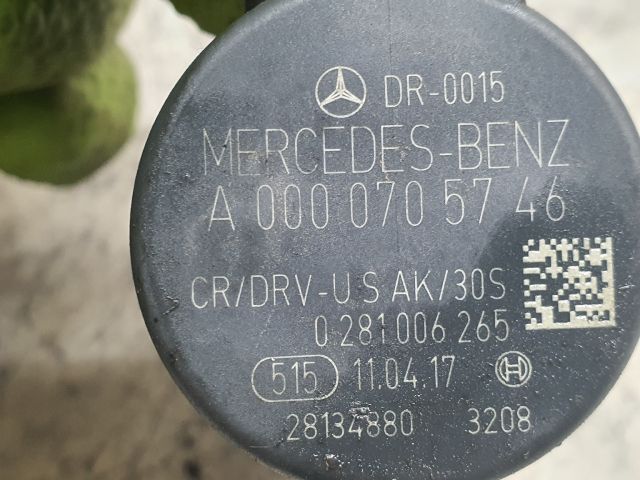 DR-0015
MERCEDES-BENZ
A 000 070 57 46
CR/DRV-U S AK/30S
0 281 006 265
515 11.04.17
28134880 3208